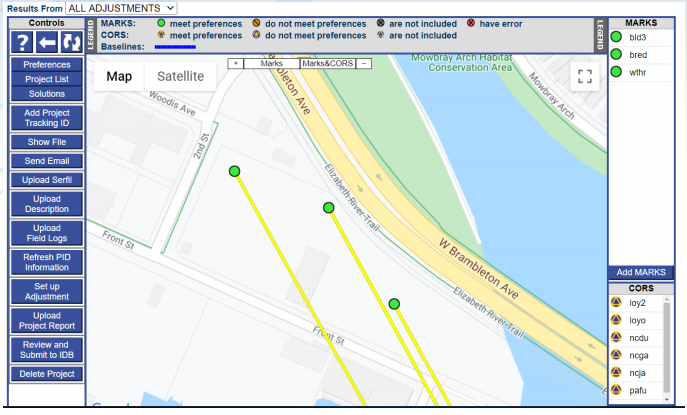 Results From ALL ADJUSTMENTS
Controls
?
Preferences
Project List
Solutions
Add Project
Tracking ID
Show File
Send Email
Upload Serfil
Upload
Description
Upload
Field Logs
Refresh PID
Information
Set up
Adjustment
Upload
Project Report
Review and
Submit to IDB
Delete Project
LEGEND
MARKS: meet preferences do not meet preferences are not included have error
CORS: meet preferences do not meet preferences are not included
Baselines:
LEGEND
+ Marks Marks&CORS −
Map Satellite
Woodis Ave
2nd St
Front St
Front St
Brambleton Ave
Elizabeth-River-Trail
W Brambleton Ave
Elizabeth-River-Trail
Mowbray Arch Habitat
Conservation Area
Mowbray Arch
MARKS
bld3
bred
wthr
Add MARKS
CORS
loy2
loyo
ncdu
ncga
ncja
pafu